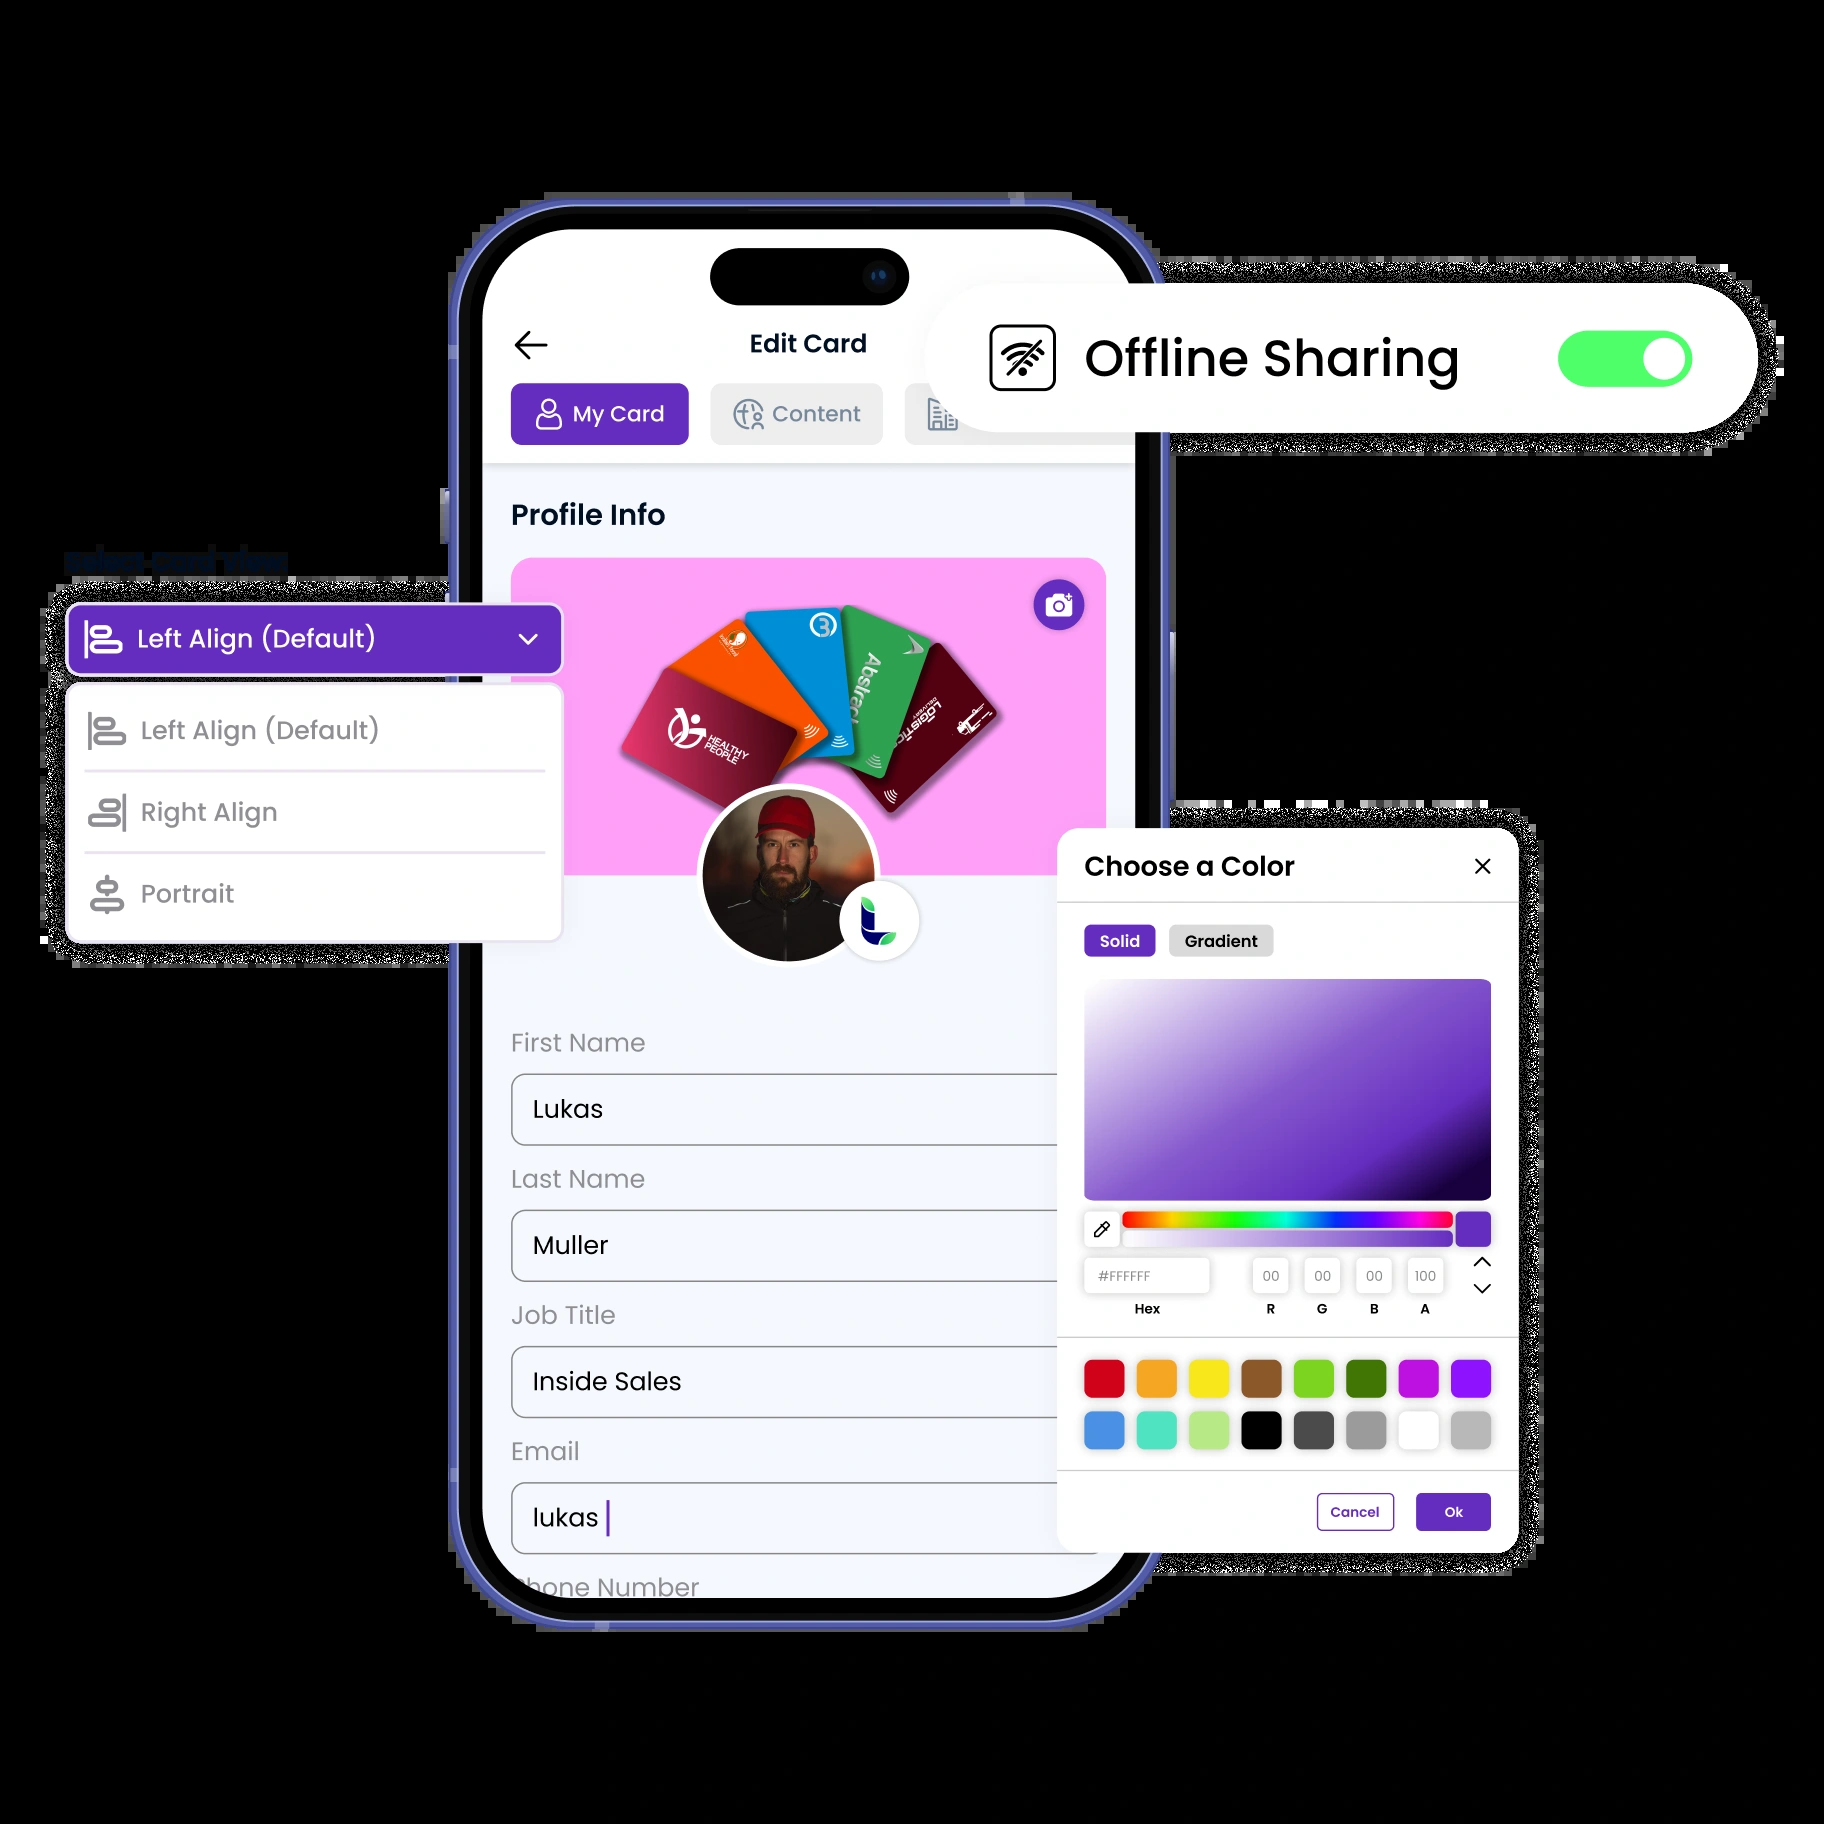 Edit Card
Offline Sharing
My Card
Content
Profile Info
Select Card View
Left Align (Default)
Left Align (Default)
Right Align
Portrait
HEALTHY
PEOPLE
Abstract
LOGISTIC
DELIVERY
First Name
Lukas
Last Name
Muller
Job Title
Inside Sales
Email
lukas
Phone Number
Choose a Color
Solid
Gradient
#FFFFFF
00
00
00
100
Hex
R
G
B
A
Cancel
Ok